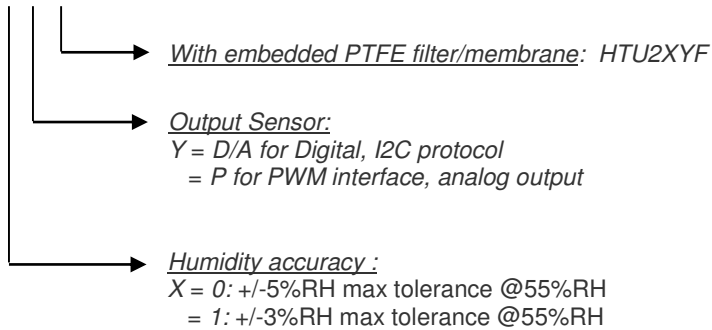 With embedded PTFE filter/membrane: HTU2XYF
Output Sensor:
Y = D/A for Digital, I2C protocol
= P for PWM interface, analog output
Humidity accuracy :
X = 0: +/-5%RH max tolerance @55%RH
= 1: +/-3%RH max tolerance @55%RH